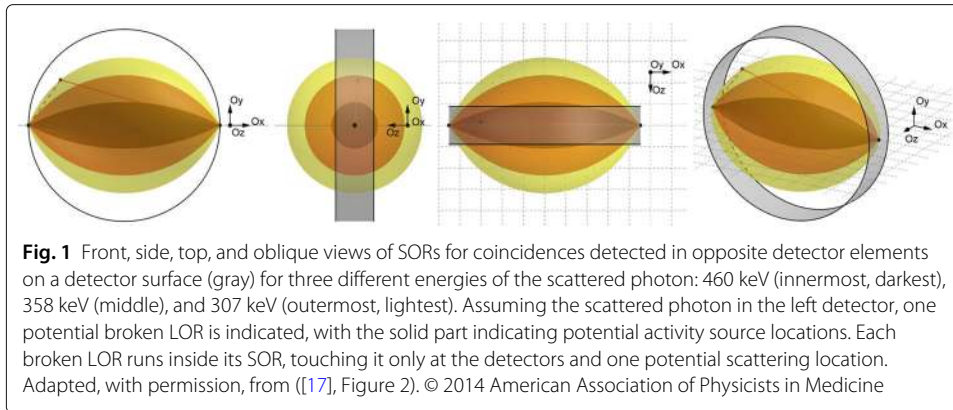 Oy
Ox
Oz
Oy
Ox
Oz
Oy
Ox
Oz
Oy
Ox
Oz
Fig. 1 Front, side, top, and oblique views of SORs for coincidences detected in opposite detector elements
on a detector surface (gray) for three different energies of the scattered photon: 460 keV (innermost, darkest),
358 keV (middle), and 307 keV (outermost, lightest). Assuming the scattered photon in the left detector, one
potential broken LOR is indicated, with the solid part indicating potential activity source locations. Each
broken LOR runs inside its SOR, touching it only at the detectors and one potential scattering location.
Adapted, with permission, from ([17], Figure 2). © 2014 American Association of Physicists in Medicine